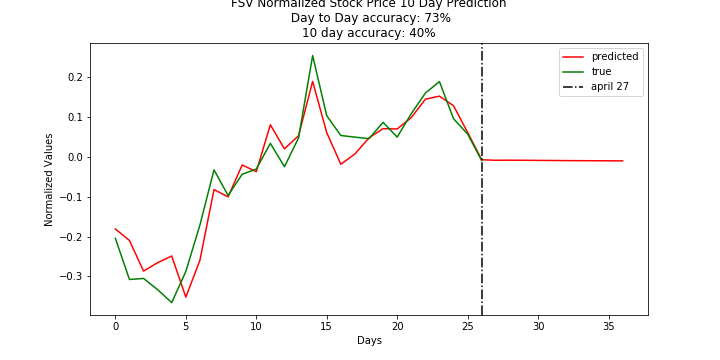 FSV Normalized Stock Price 10 Day Prediction
Day to Day accuracy: 73%
10 day accuracy: 40%
predicted
true
april 27
Normalized Values
0.2
0.1
0.0
−0.1
−0.2
−0.3
0 5 10 15 20 25 30 35
Days